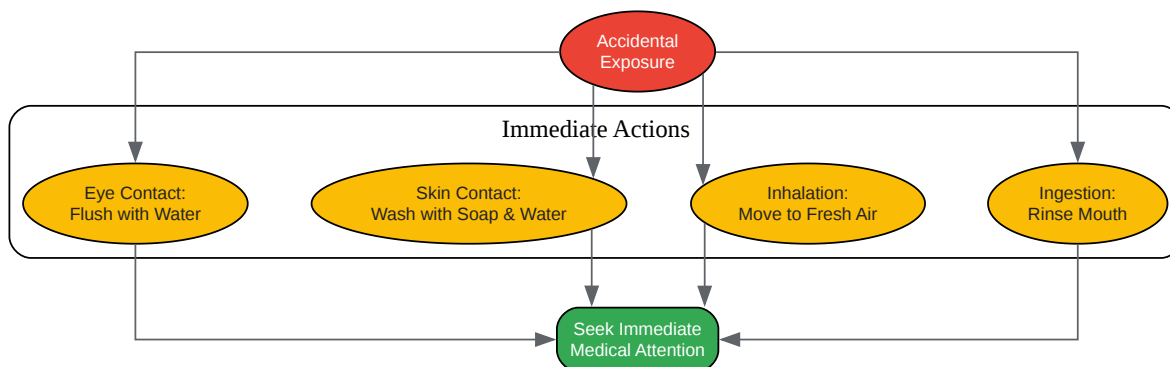 Accidental
Exposure
Immediate Actions
Eye Contact:
Flush with Water
Skin Contact:
Wash with Soap & Water
Inhalation:
Move to Fresh Air
Ingestion:
Rinse Mouth
Seek Immediate
Medical Attention